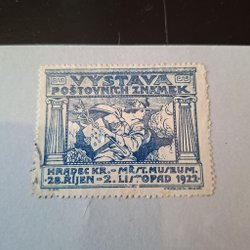 VÝSTAVA
POŠTOVNÍCH ZNÁMEK
HRADEC KR. – MĚST. MUSEUM.
28. ŘÍJEN – 2. LISTOPAD 1922